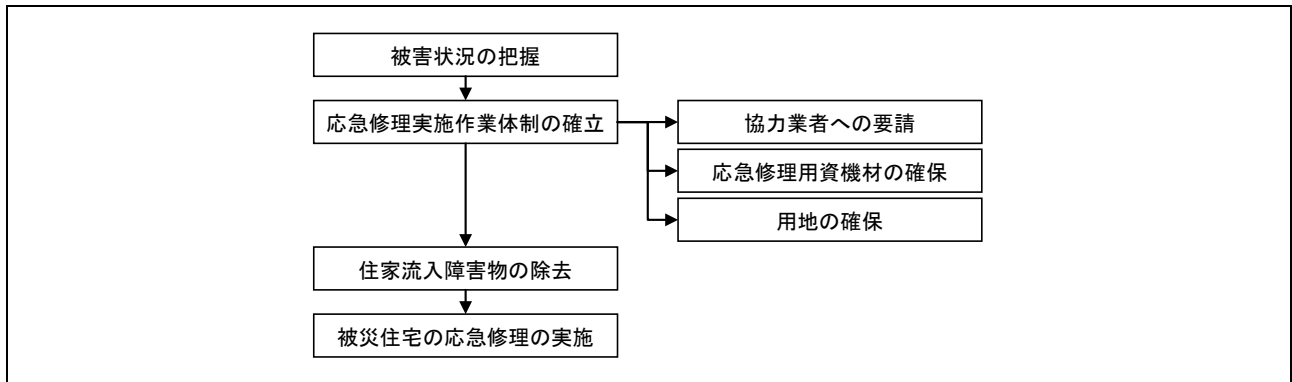 被害状況の把握
応急修理実施作業体制の確立
協力業者への要請
応急修理用資機材の確保
用地の確保
住家流入障害物の除去
被災住宅の応急修理の実施